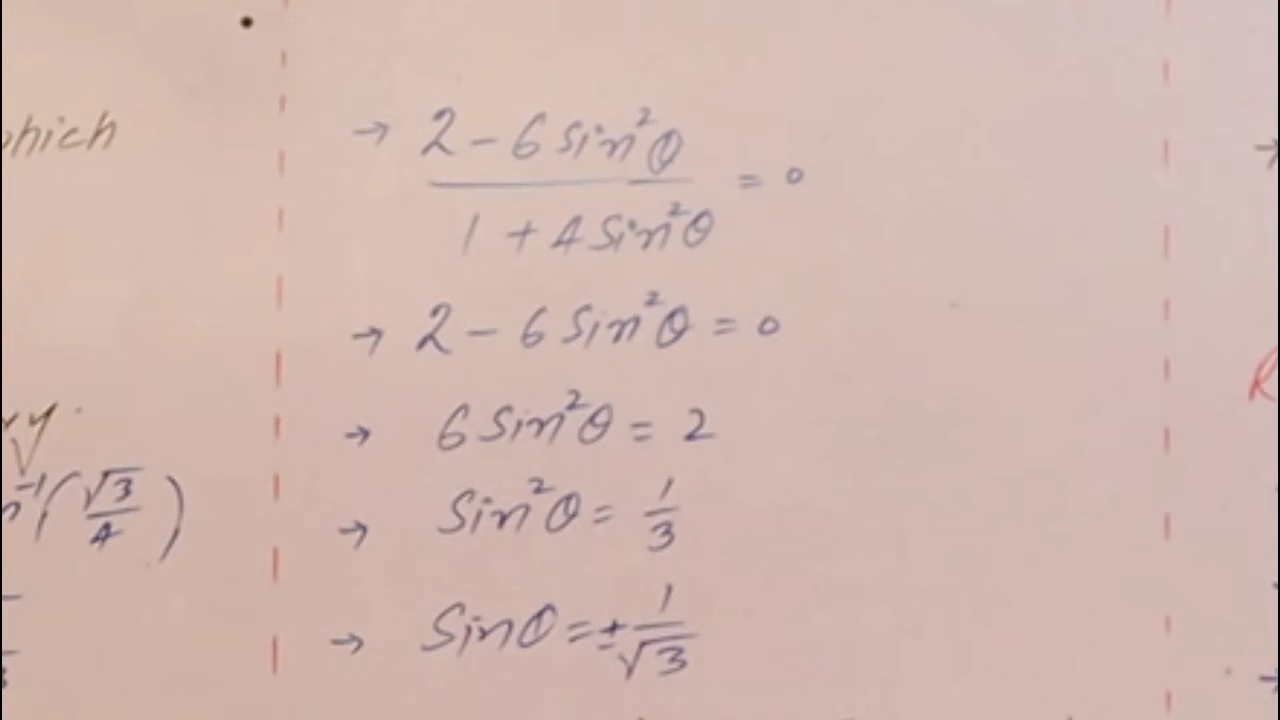 → 2 - 6 Sin²θ / 1 + 4 Sin²θ = 0
→ 2 - 6 Sin²θ = 0
→ 6 Sin²θ = 2
→ Sin²θ = 1/3
→ Sinθ = ± 1/√3
(√3/4)